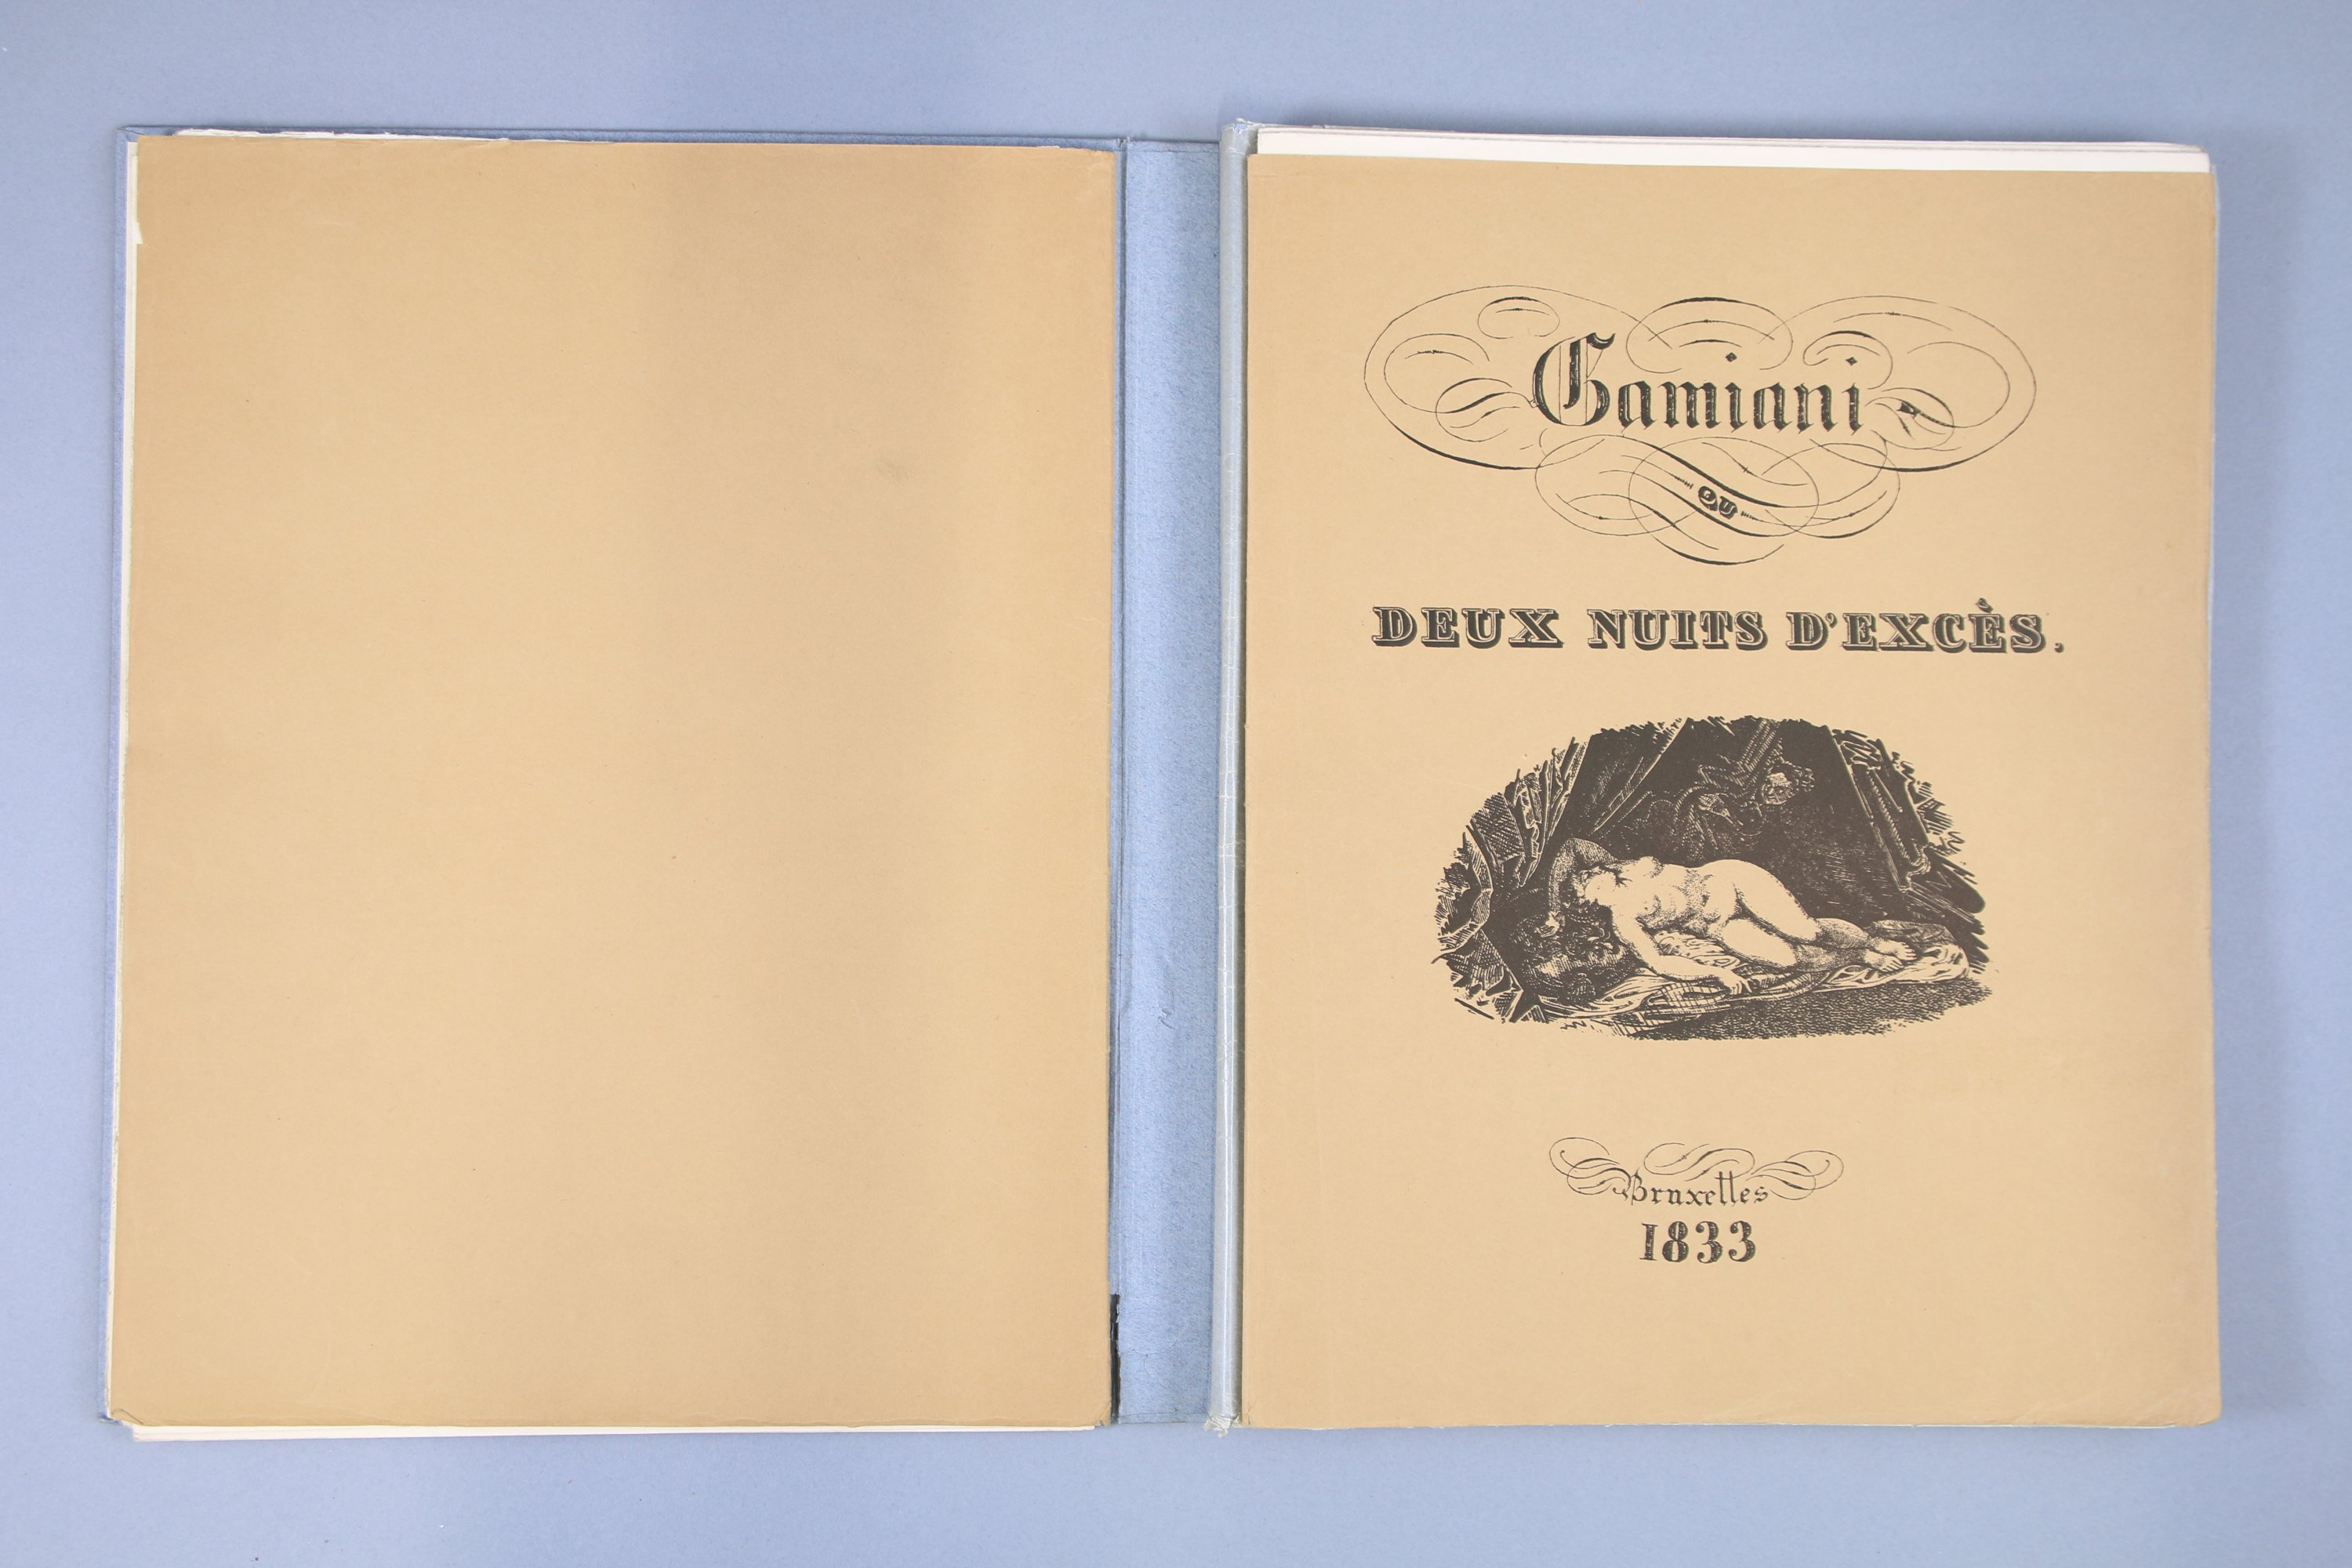 Gamiani
OU
DEUX NUITS D'EXCÈS,
Bruxelles
1833